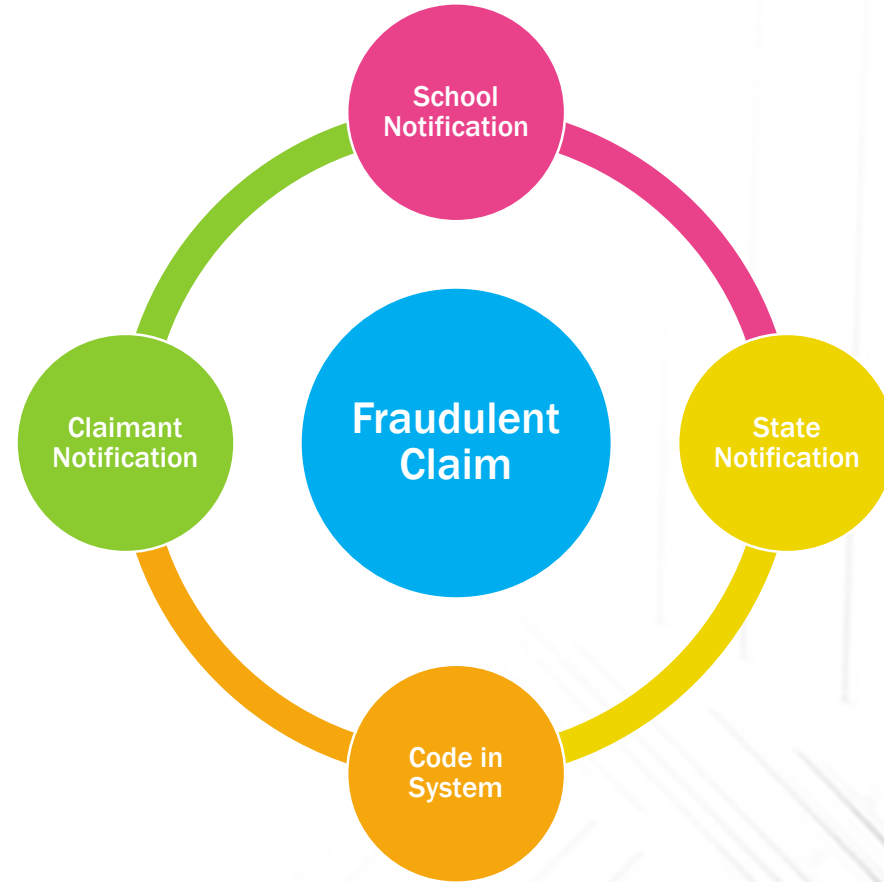 School
Notification
Fraudulent
Claim
Claimant
Notification
State
Notification
Code in
System